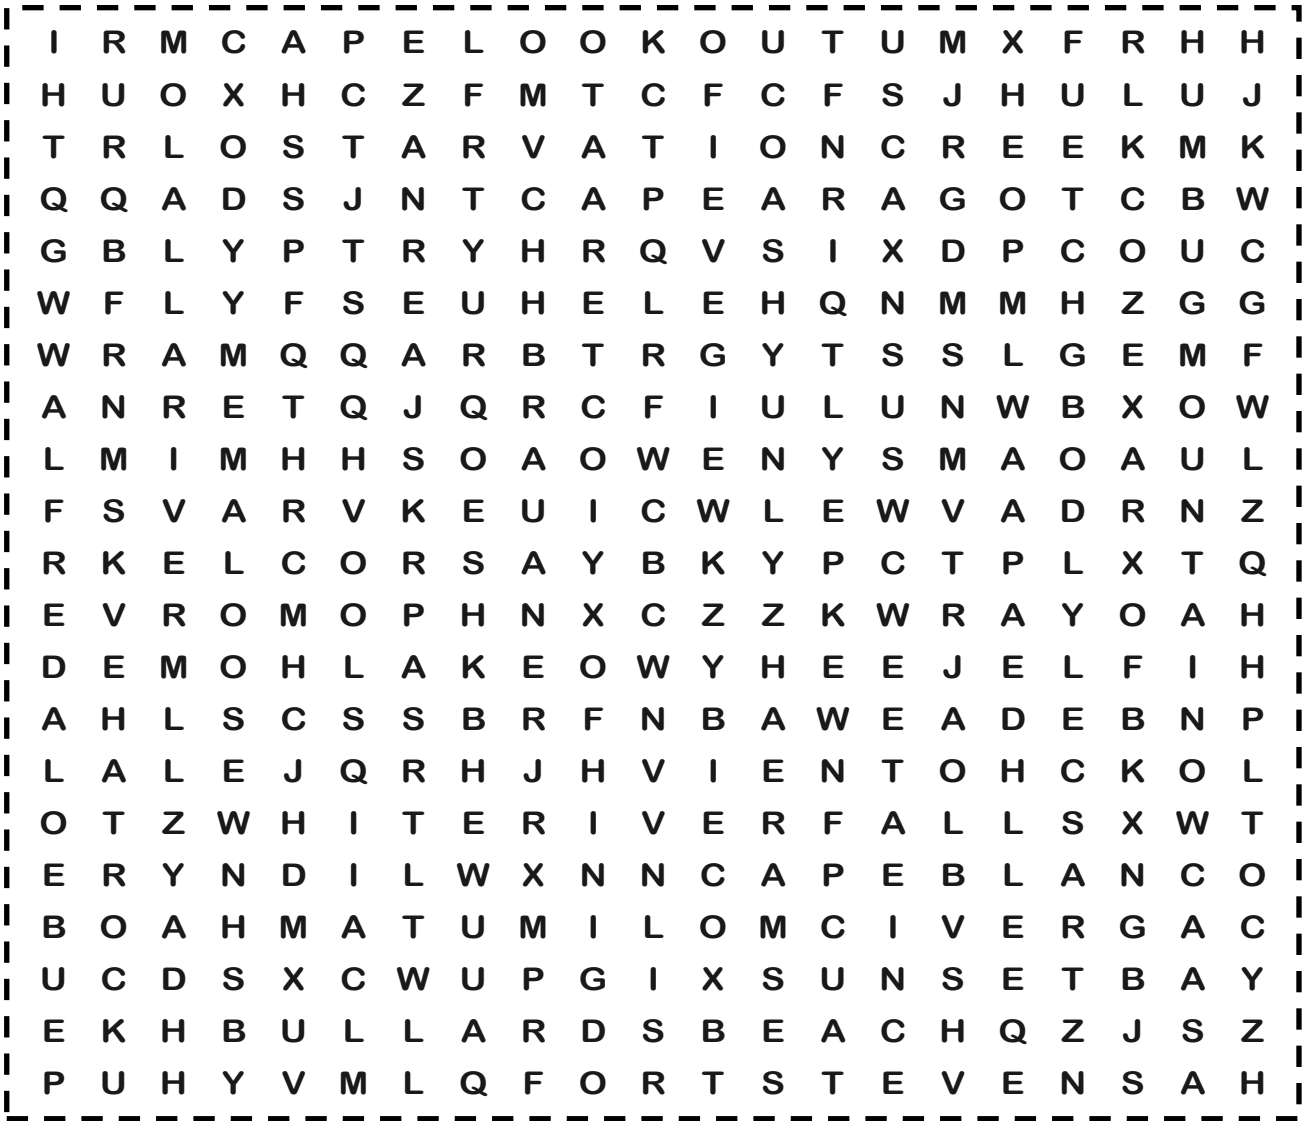 I R M C A P E L O O K O U T U M X F R H H
H U O X H C Z F M T C F C F S J H U L U J
T R L O S T A R V A T I O N C R E E K M K
Q Q A D S J N T C A P E A R A G O T C B W
G B L Y P T R Y H R Q V S I X D P C O U C
W F L Y F S E U H E L E H Q N M M H Z G G
W R A M Q Q A R B T R G Y T S S L G E M F
A N R E T Q J Q R C F I U L U N W B X O W
L M I M H H S O A O W E N Y S M A O A U L
F S V A R V K E U I C W L E W V A D R N Z
R K E L C O R S A Y B K Y P C T P L X T Q
E V R O M O P H N X C Z Z K W R A Y O A H
D E M O H L A K E O W Y H E E J E L F I H
A H L S C S S B R F N B A W E A D E B N P
L A L E J Q R H J H V I E N T O H C K O L
O T Z W H I T E R I V E R F A L L S X W T
E R Y N D I L W X N N C A P E B L A N C O
B O A H M A T U M I L O M C I V E R G A C
U C D S X C W U P G I X S U N S E T B A Y
E K H B U L L A R D S B E A C H Q Z J S Z
P U H Y V M L Q F O R T S T E V E N S A H